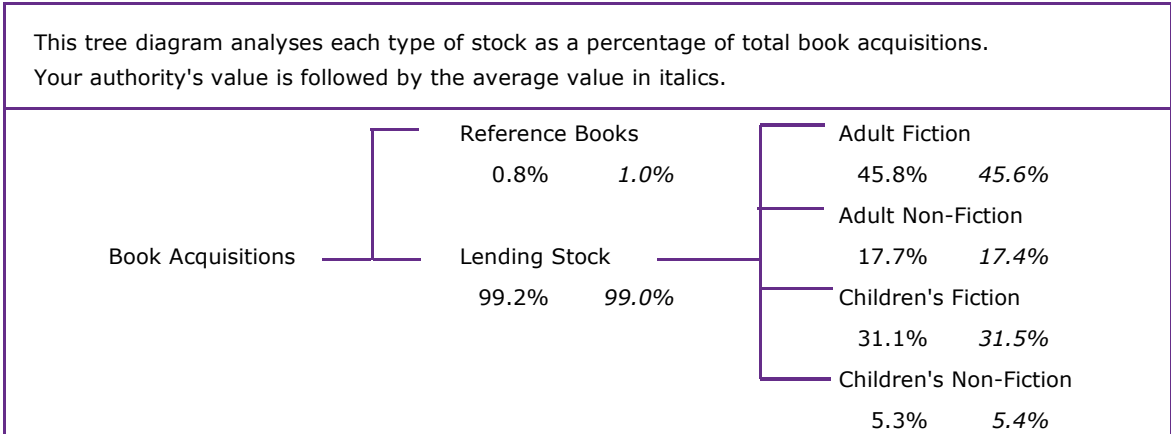 This tree diagram analyses each type of stock as a percentage of total book acquisitions.
Your authority's value is followed by the average value in italics.
Reference Books
0.8% 1.0%
Book Acquisitions
Lending Stock
99.2% 99.0%
Adult Fiction
45.8% 45.6%
Adult Non-Fiction
17.7% 17.4%
Children's Fiction
31.1% 31.5%
Children's Non-Fiction
5.3% 5.4%